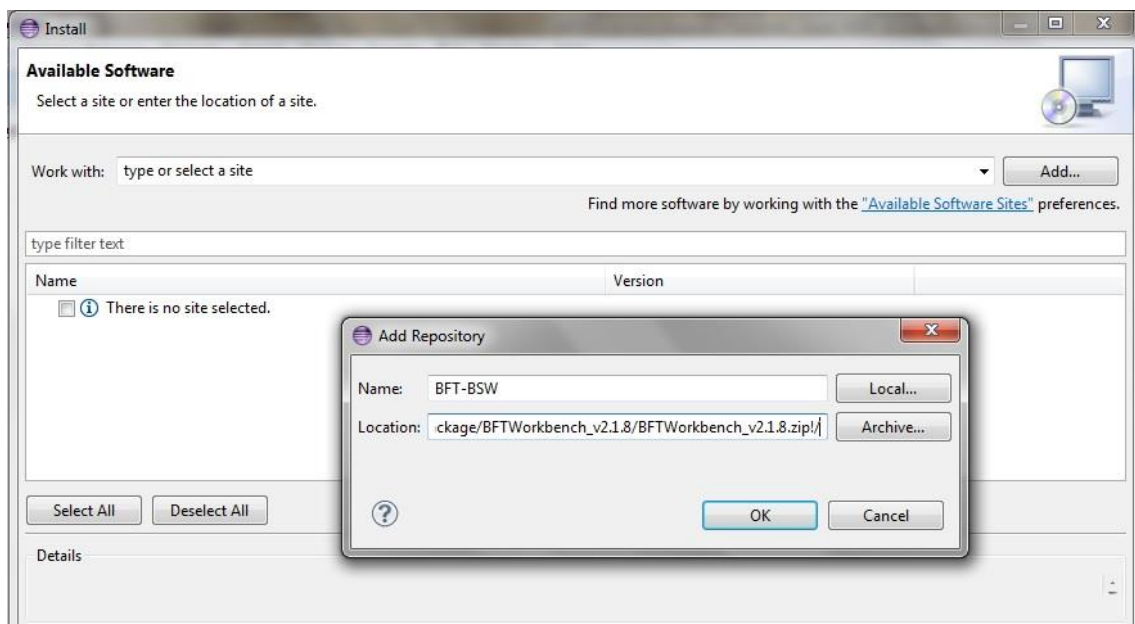 Install
Available Software
Select a site or enter the location of a site.
Work with: type or select a site Add...
Find more software by working with the "Available Software Sites" preferences.
type filter text
Name Version
There is no site selected.
Add Repository
Name: BFT-BSW Local...
Location: ckage/BFTWorkbench_v2.1.8/BFTWorkbench_v2.1.8.zip!/ Archive...
Select All Deselect All
OK Cancel
Details